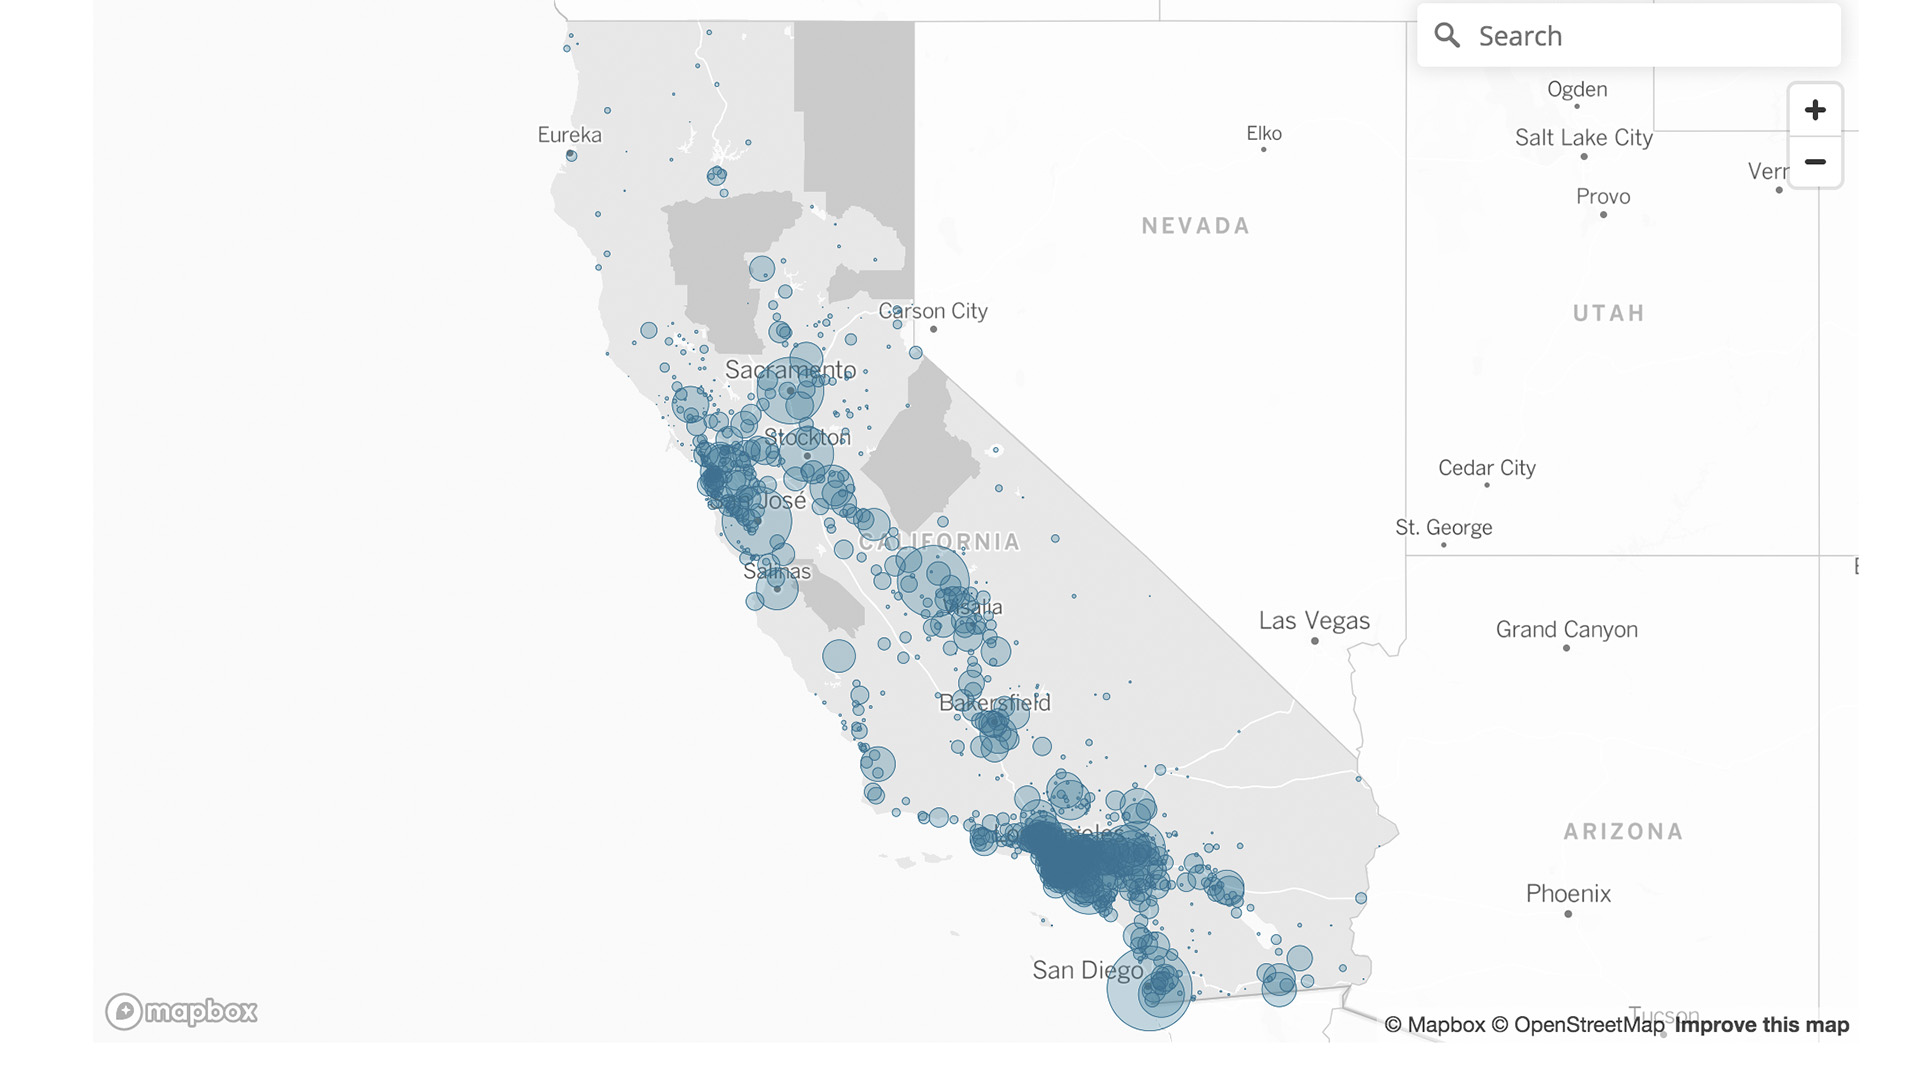 Search
Ogden
Eureka
Elko
Salt Lake City
Provo
NEVADA
Carson City
UTAH
Sacramento
Stockton
Cedar City
José
St. George
CALIFORNIA
Salinas
Visalia
Las Vegas
Grand Canyon
Bakersfield
Los Angeles
ARIZONA
Phoenix
San Diego
mapbox
Tucson
© Mapbox © OpenStreetMap Improve this map